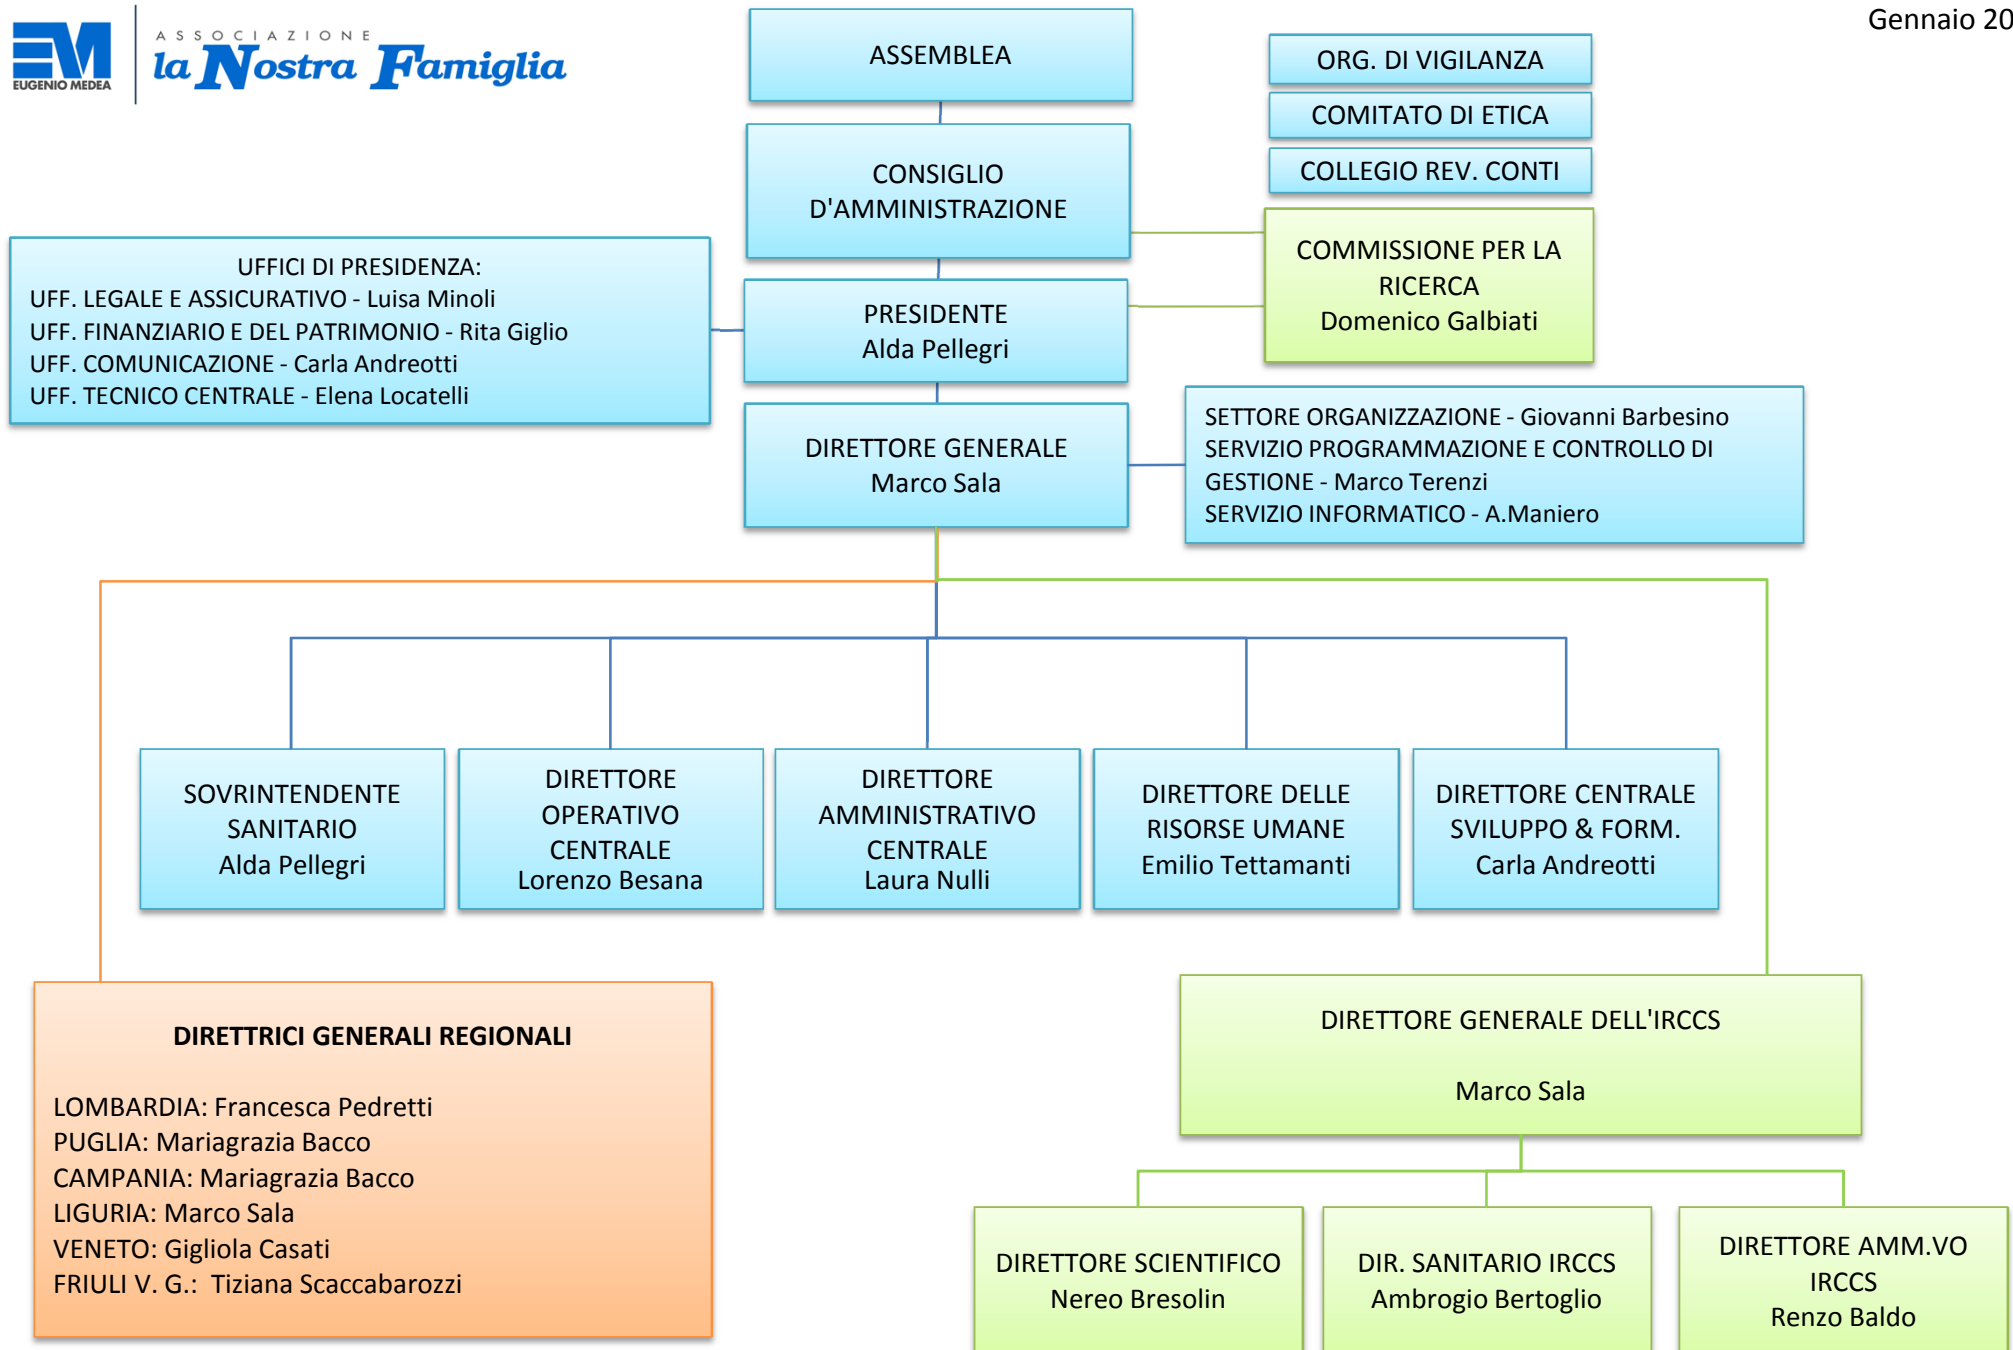 Gennaio 20
EUGENIO MEDEA
ASSOCIAZIONE
la Nostra Famiglia
ASSEMBLEA
ORG. DI VIGILANZA
COMITATO DI ETICA
COLLEGIO REV. CONTI
CONSIGLIO
D'AMMINISTRAZIONE
COMMISSIONE PER LA
RICERCA
Domenico Galbiati
UFFICI DI PRESIDENZA:
UFF. LEGALE E ASSICURATIVO - Luisa Minoli
UFF. FINANZIARIO E DEL PATRIMONIO - Rita Giglio
UFF. COMUNICAZIONE - Carla Andreotti
UFF. TECNICO CENTRALE - Elena Locatelli
PRESIDENTE
Alda Pellegri
DIRETTORE GENERALE
Marco Sala
SETTORE ORGANIZZAZIONE - Giovanni Barbesino
SERVIZIO PROGRAMMAZIONE E CONTROLLO DI
GESTIONE - Marco Terenzi
SERVIZIO INFORMATICO - A.Maniero
SOVRINTENDENTE
SANITARIO
Alda Pellegri
DIRETTORE
OPERATIVO
CENTRALE
Lorenzo Besana
DIRETTORE
AMMINISTRATIVO
CENTRALE
Laura Nulli
DIRETTORE DELLE
RISORSE UMANE
Emilio Tettamanti
DIRETTORE CENTRALE
SVILUPPO & FORM.
Carla Andreotti
DIRETTRICI GENERALI REGIONALI
LOMBARDIA: Francesca Pedretti
PUGLIA: Mariagrazia Bacco
CAMPANIA: Mariagrazia Bacco
LIGURIA: Marco Sala
VENETO: Gigliola Casati
FRIULI V. G.: Tiziana Scaccabarozzi
DIRETTORE GENERALE DELL'IRCCS
Marco Sala
DIRETTORE SCIENTIFICO
Nereo Bresolin
DIR. SANITARIO IRCCS
Ambrogio Bertoglio
DIRETTORE AMM.VO
IRCCS
Renzo Baldo